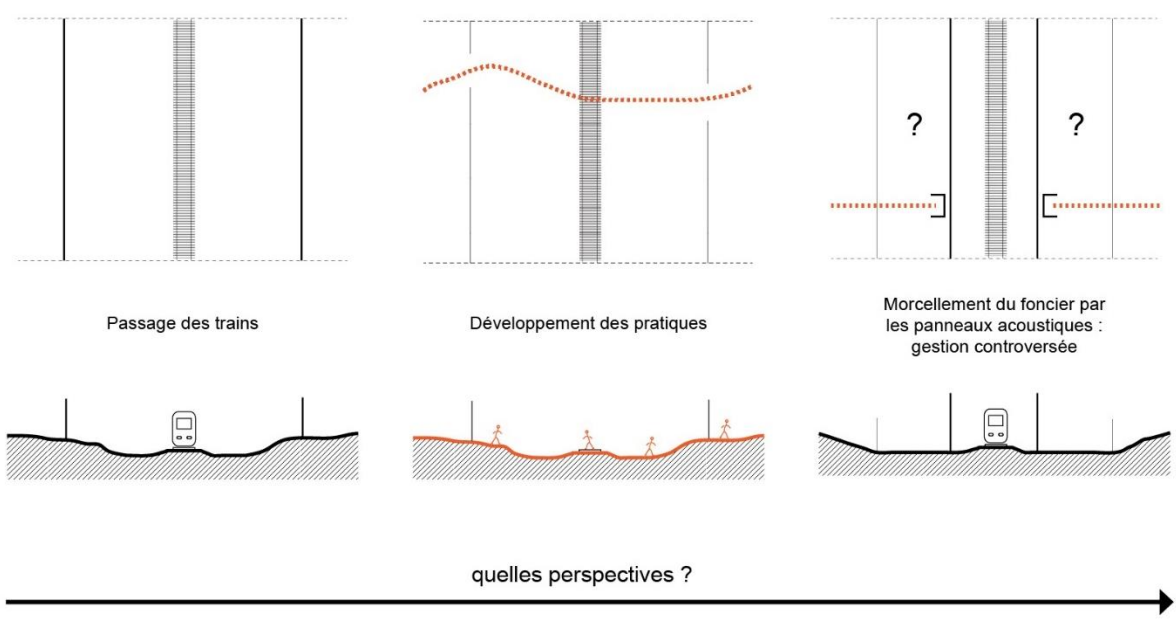 ?
?
Passage des trains
Développement des pratiques
Morcellement du foncier par
les panneaux acoustiques :
gestion controversée
quelles perspectives ?